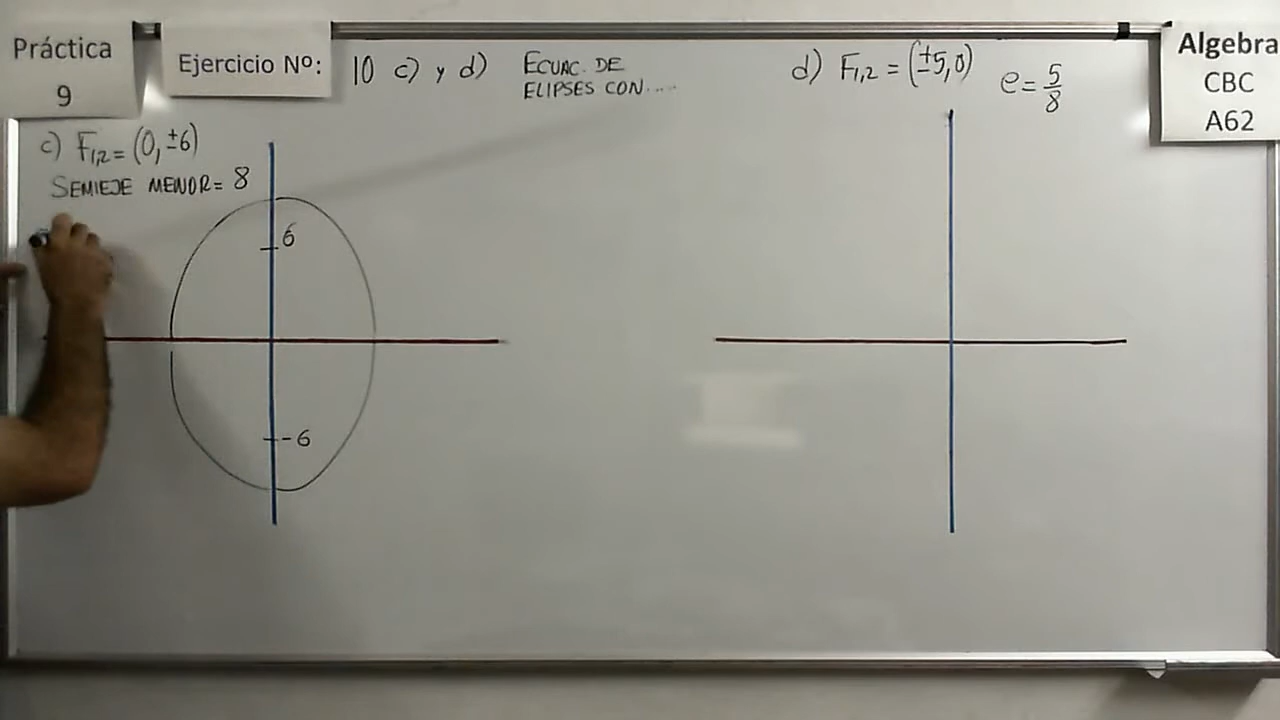 Práctica
9
Ejercicio Nº:
10 c) y d)
ECUAC. DE
ELIPSES CON....
d) F₁,₂ = (±5,0)
e = 5/8
Algebra
CBC
A62
c) F₁,₂ = (0, ±6)
SEMIEJE MENOR = 8
6
-6